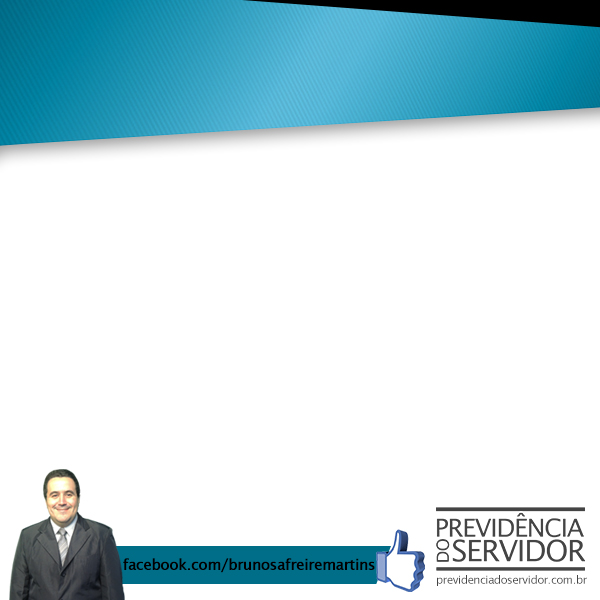 facebook.com/brunosafreiremartins
PREVIDÊNCIA
DO SERVIDOR
previdenciadoservidor.com.br